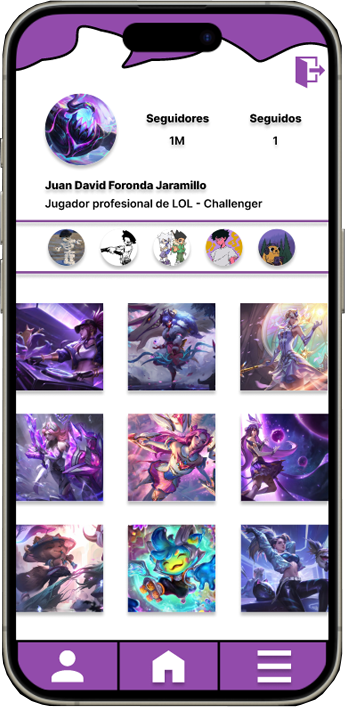 Seguidores Seguidos
1M 1
Juan David Foronda Jaramillo
Jugador profesional de LOL - Challenger